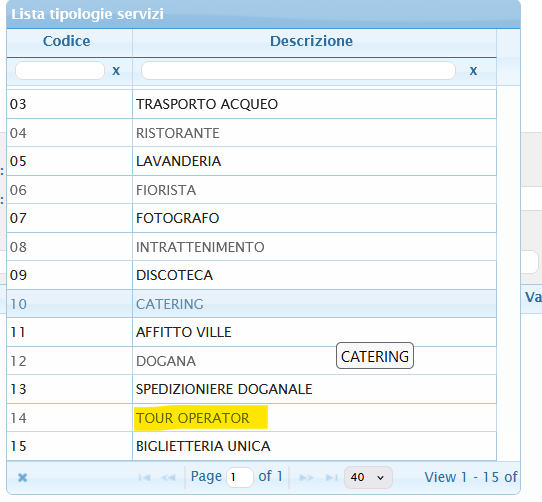 Lista tipologie servizi
Codice Descrizione
x x
03 TRASPORTO ACQUEO
04 RISTORANTE
05 LAVANDERIA
06 FIORISTA
07 FOTOGRAFO
08 INTRATTENIMENTO
09 DISCOTECA
10 CATERING
Va
11 AFFITTO VILLE
CATERING
12 DOGANA
13 SPEDIZIONIERE DOGANALE
14 TOUR OPERATOR
15 BIGLIETTERIA UNICA
Page 1 of 1 40 View 1 - 15 of